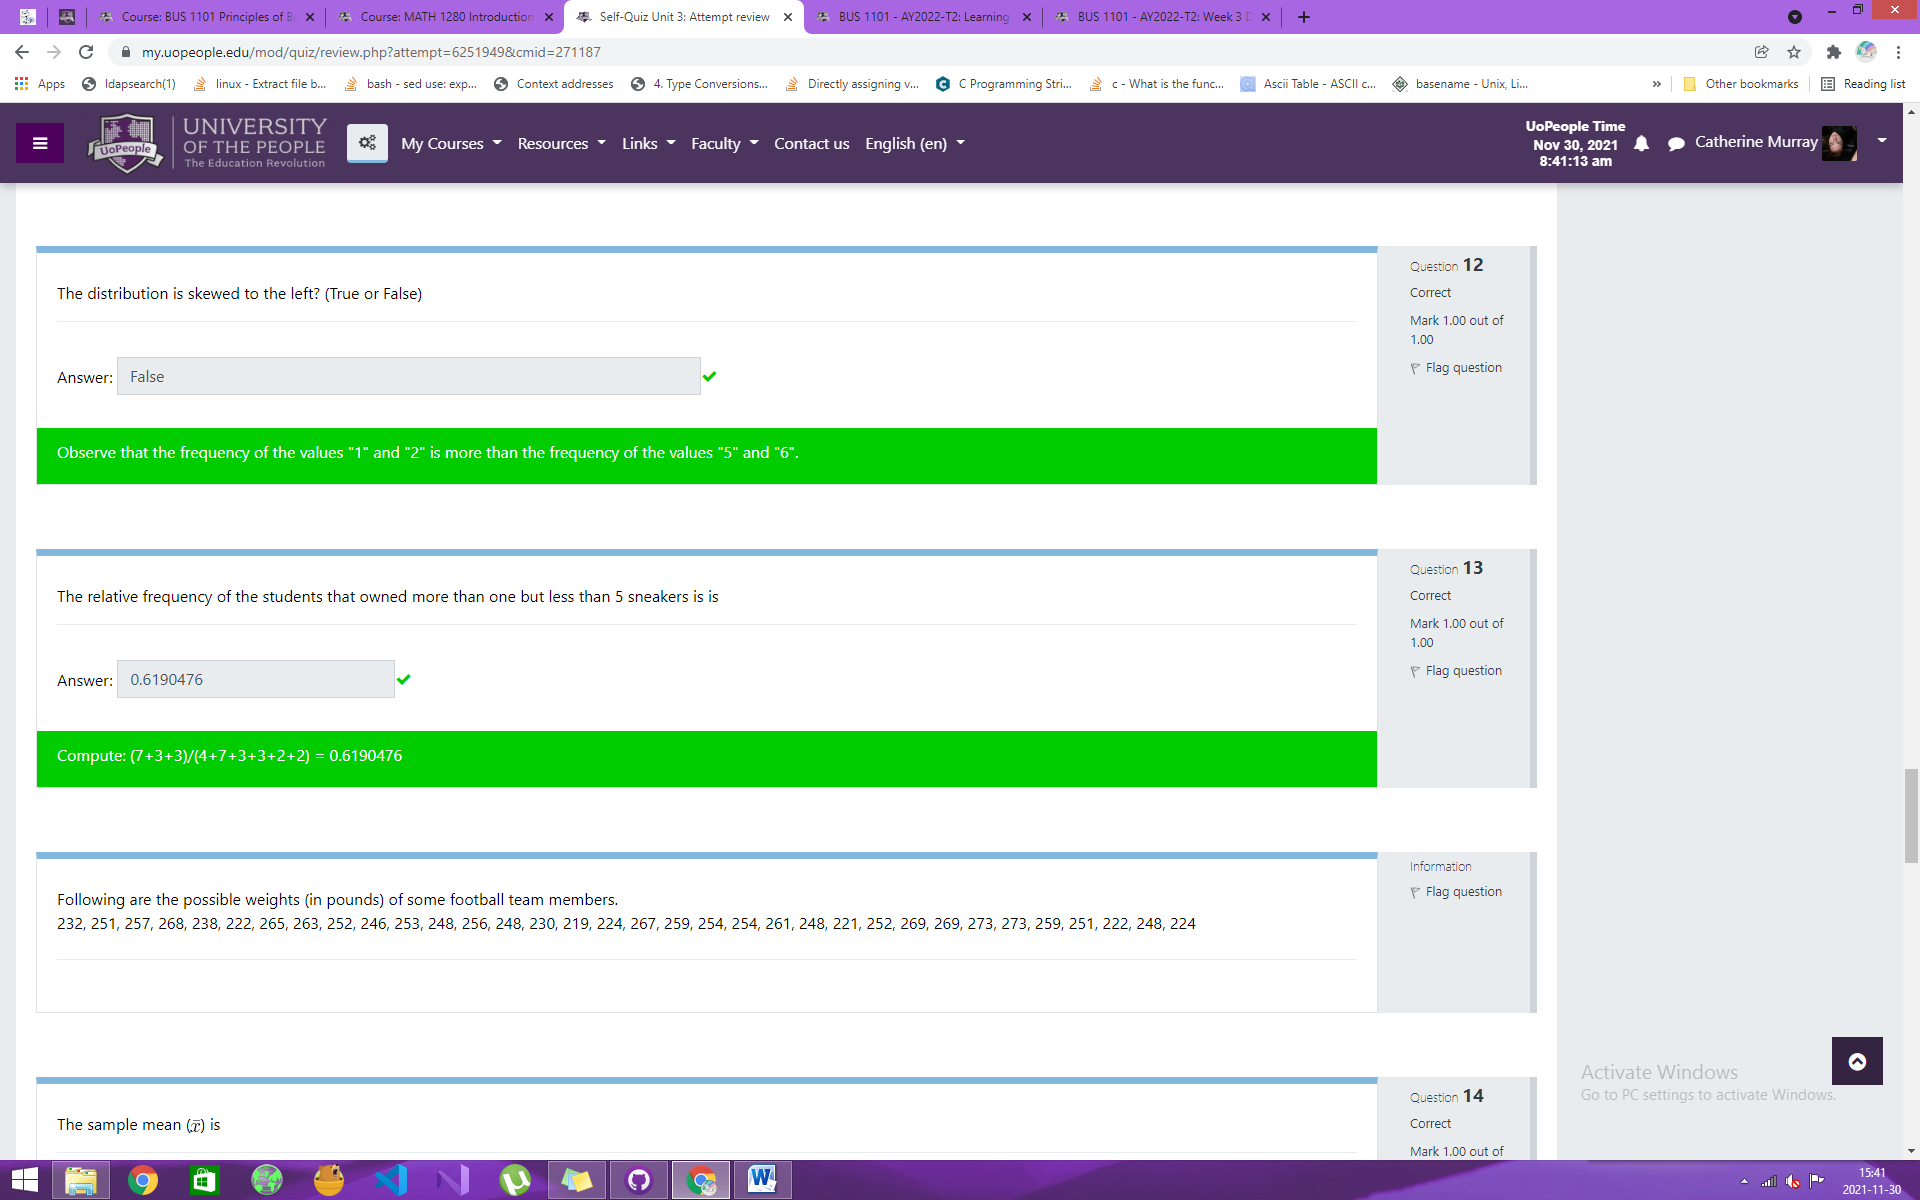 Course: BUS 1101 Principles of B
Course: MATH 1280 Introduction
Self-Quiz Unit 3: Attempt review
BUS 1101 - AY2022-T2: Learning
BUS 1101 - AY2022-T2: Week 3 D
my.uopeople.edu/mod/quiz/review.php?attempt=6251949&cmid=271187
Apps
ldapsearch(1)
linux - Extract file b...
bash - sed use: exp...
Context addresses
4. Type Conversions...
Directly assigning v...
C Programming Stri...
c - What is the func...
Ascii Table - ASCII c...
basename - Unix, Li...
»
Other bookmarks
Reading list
UoPeople
UNIVERSITY
OF THE PEOPLE
The Education Revolution
My Courses
Resources
Links
Faculty
Contact us
English (en)
UoPeople Time
Nov 30, 2021
8:41:13 am
Catherine Murray
The distribution is skewed to the left? (True or False)
Answer: False
Observe that the frequency of the values "1" and "2" is more than the frequency of the values "5" and "6".
Question 12
Correct
Mark 1.00 out of
1.00
Flag question
The relative frequency of the students that owned more than one but less than 5 sneakers is is
Answer: 0.6190476
Compute: (7+3+3)/(4+7+3+3+2+2) = 0.6190476
Question 13
Correct
Mark 1.00 out of
1.00
Flag question
Following are the possible weights (in pounds) of some football team members.
232, 251, 257, 268, 238, 222, 265, 263, 252, 246, 253, 248, 256, 248, 230, 219, 224, 267, 259, 254, 254, 261, 248, 221, 252, 269, 269, 273, 273, 259, 251, 222, 248, 224
Information
Flag question
The sample mean (x̄) is
Question 14
Correct
Mark 1.00 out of
Activate Windows
Go to PC settings to activate Windows.
15:41
2021-11-30